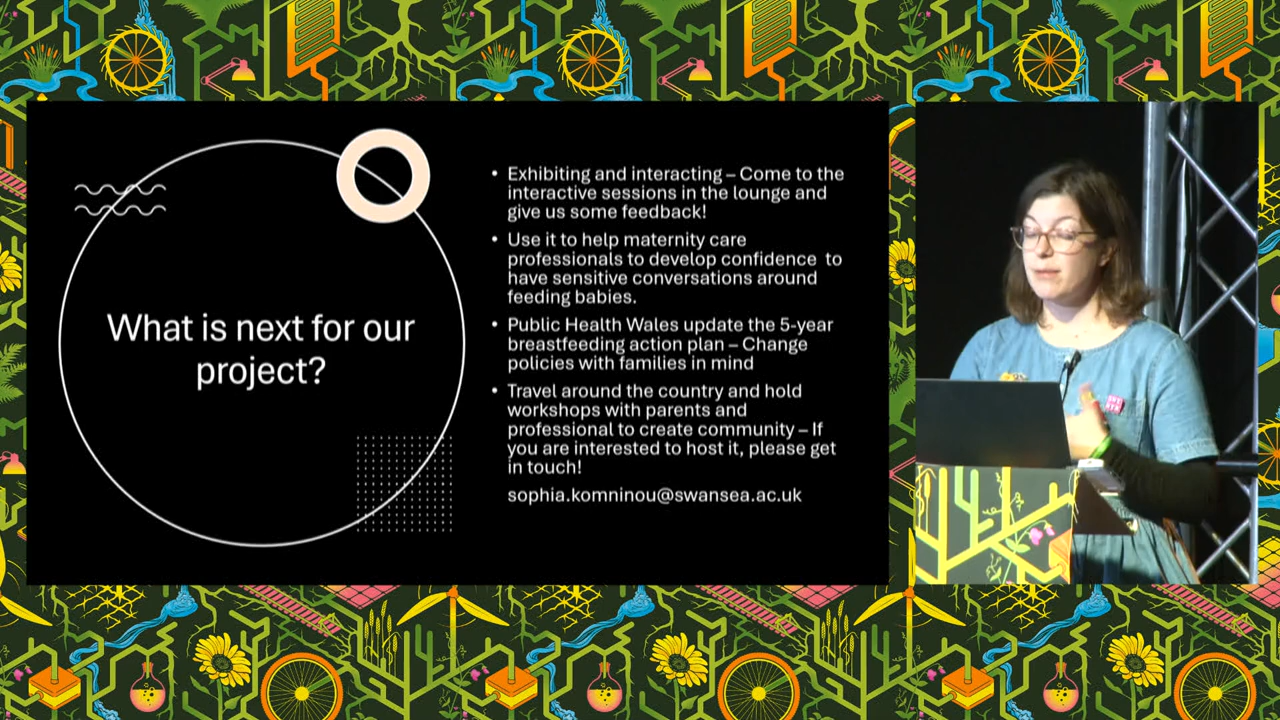 What is next for our
project?
• Exhibiting and interacting – Come to the
interactive sessions in the lounge and
give us some feedback!
• Use it to help maternity care
professionals to develop confidence  to
have sensitive conversations around
feeding babies.
• Public Health Wales update the 5-year
breastfeeding action plan – Change
policies with families in mind
• Travel around the country and hold
workshops with parents and
professional to create community – If
you are interested to host it, please get
in touch!
sophia.komninou@swansea.ac.uk